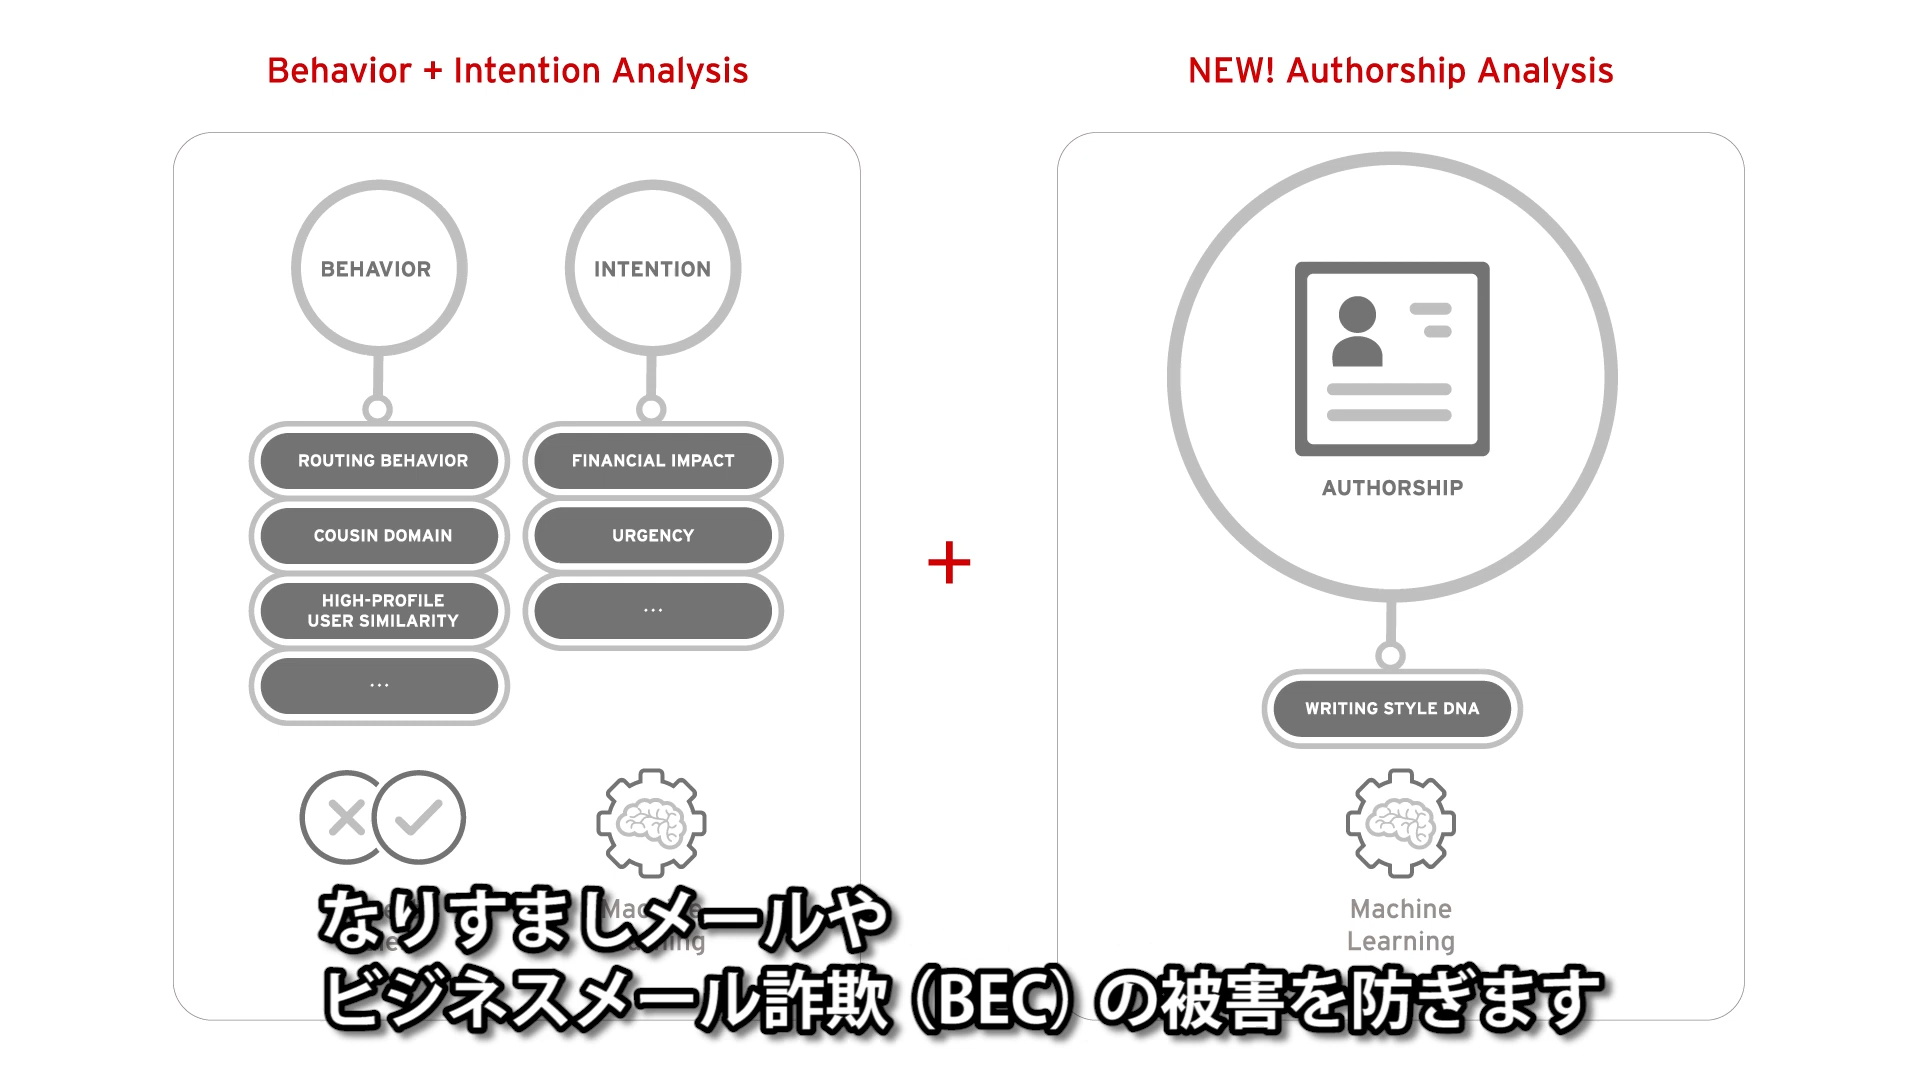 Behavior + Intention Analysis
NEW! Authorship Analysis
BEHAVIOR
INTENTION
ROUTING BEHAVIOR
COUSIN DOMAIN
HIGH-PROFILE
USER SIMILARITY
...
FINANCIAL IMPACT
URGENCY
...
AUTHORSHIP
WRITING STYLE DNA
Machine
Learning
なりすましメールや
ビジネスメール詐欺（BEC）の被害を防ぎます